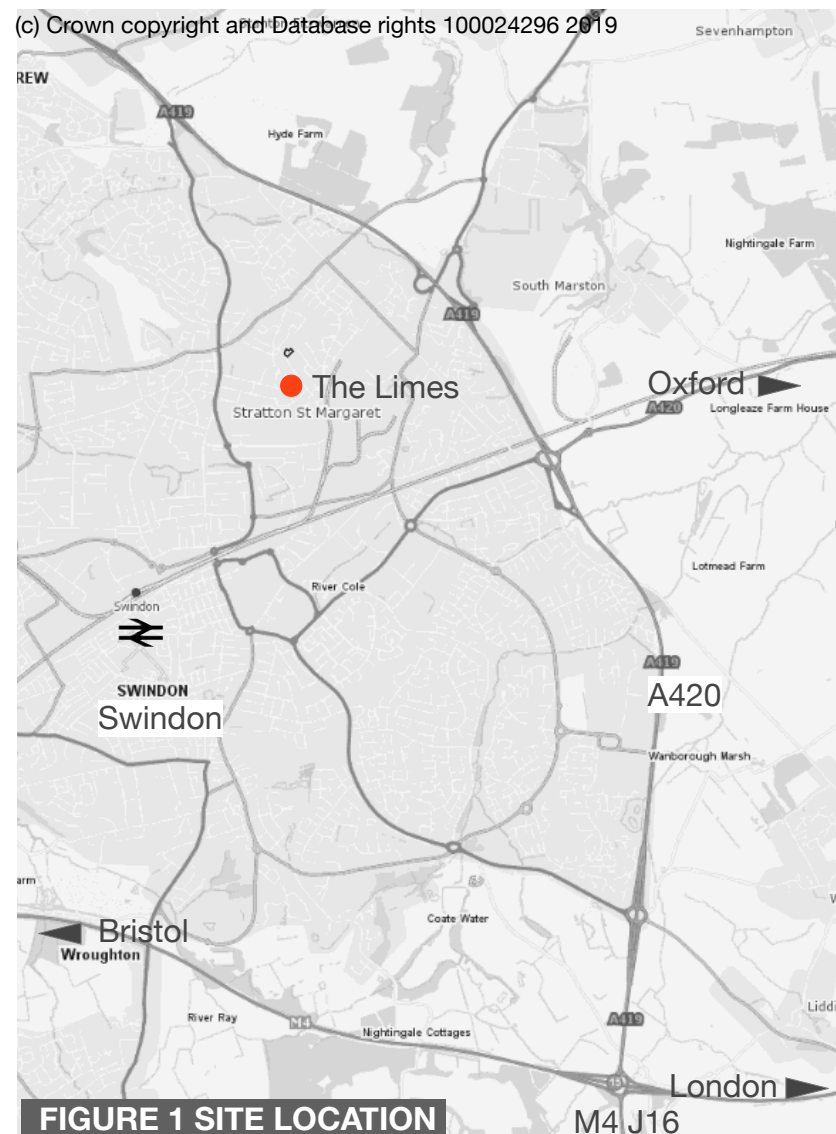 (c) Crown copyright and Database rights 100024296 2019
Sevenhampton
REW
A419
Hyde Farm
Nightingale Farm
South Marston
A419
The Limes
Oxford
Stratton St Margaret
A420
Longleaze Farm House
Lotmead Farm
River Cole
Swindon
A419
SWINDON
A420
Swindon
Wanborough Marsh
arm
Coate Water
Bristol
Wroughton
Liddi
River Ray
M4
Nightingale Cottages
A419
London
FIGURE 1 SITE LOCATION
M4 J16